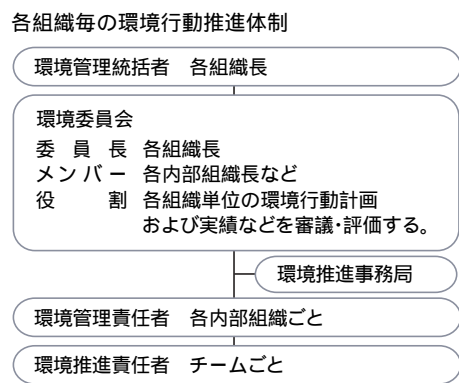 各組織毎の環境行動推進体制
環境管理統括者 各組織長
環境委員会
委員長 各組織長
メンバー 各内部組織長など
役割 各組織単位の環境行動計画
および実績などを審議・評価する。
環境推進事務局
環境管理責任者 各内部組織ごと
環境推進責任者 チームごと